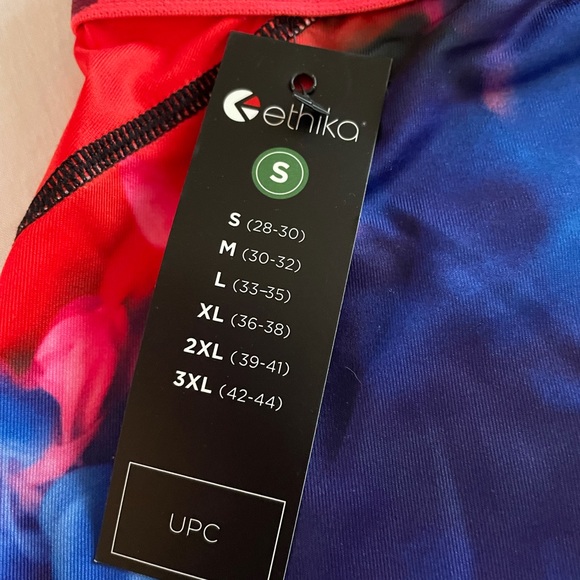 ethika
S
S (28-30)
M (30-32)
L (33-35)
XL (36-38)
2XL (39-41)
3XL (42-44)
UPC